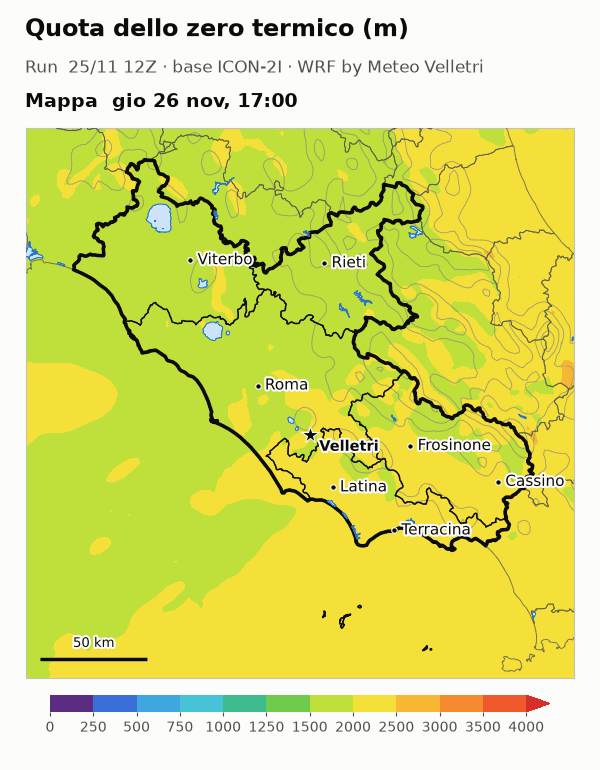 Quota dello zero termico (m)
Run 25/11 12Z · base ICON-2I · WRF by Meteo Velletri
Mappa gio 26 nov, 17:00
Viterbo
Rieti
Roma
Velletri
Frosinone
Cassino
Latina
Terracina
50 km
0 250 500 750 1000 1250 1500 2000 2500 3000 3500 4000